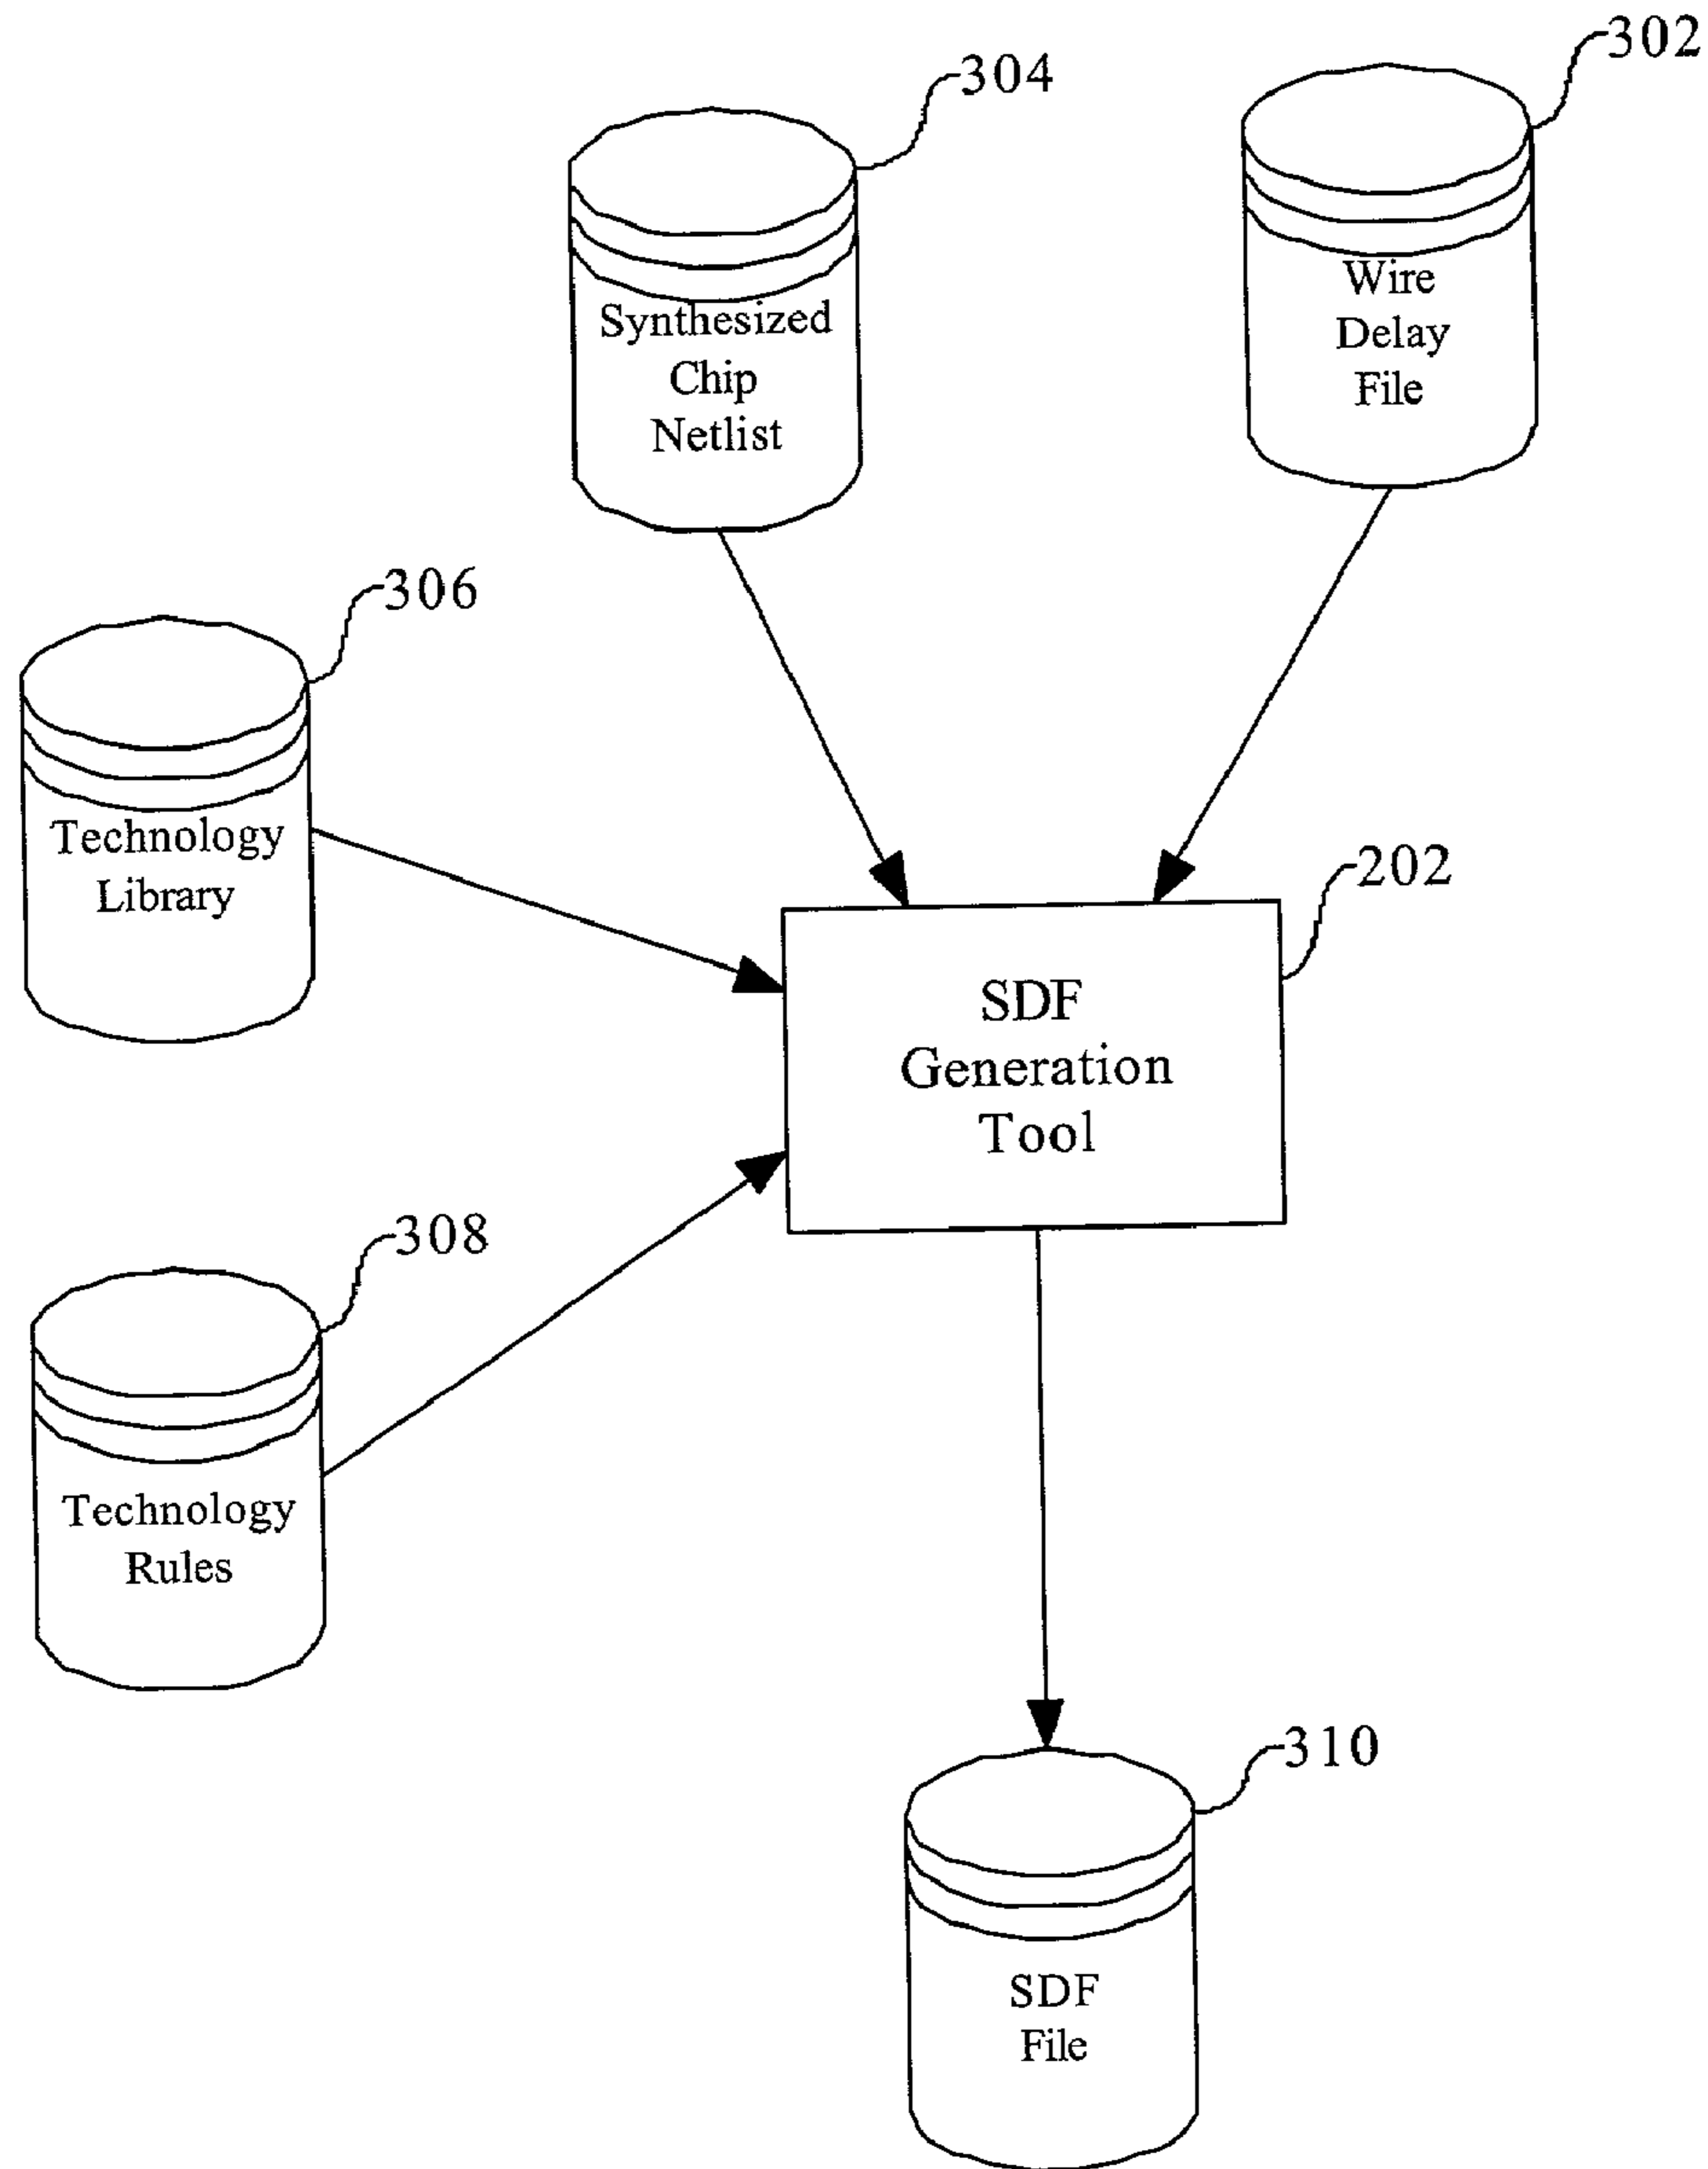 302
304
Wire
Delay
File
Synthesized
Chip
Netlist
306
Technology
Library
202
SDF
Generation
Tool
308
Technology
Rules
310
SDF
File